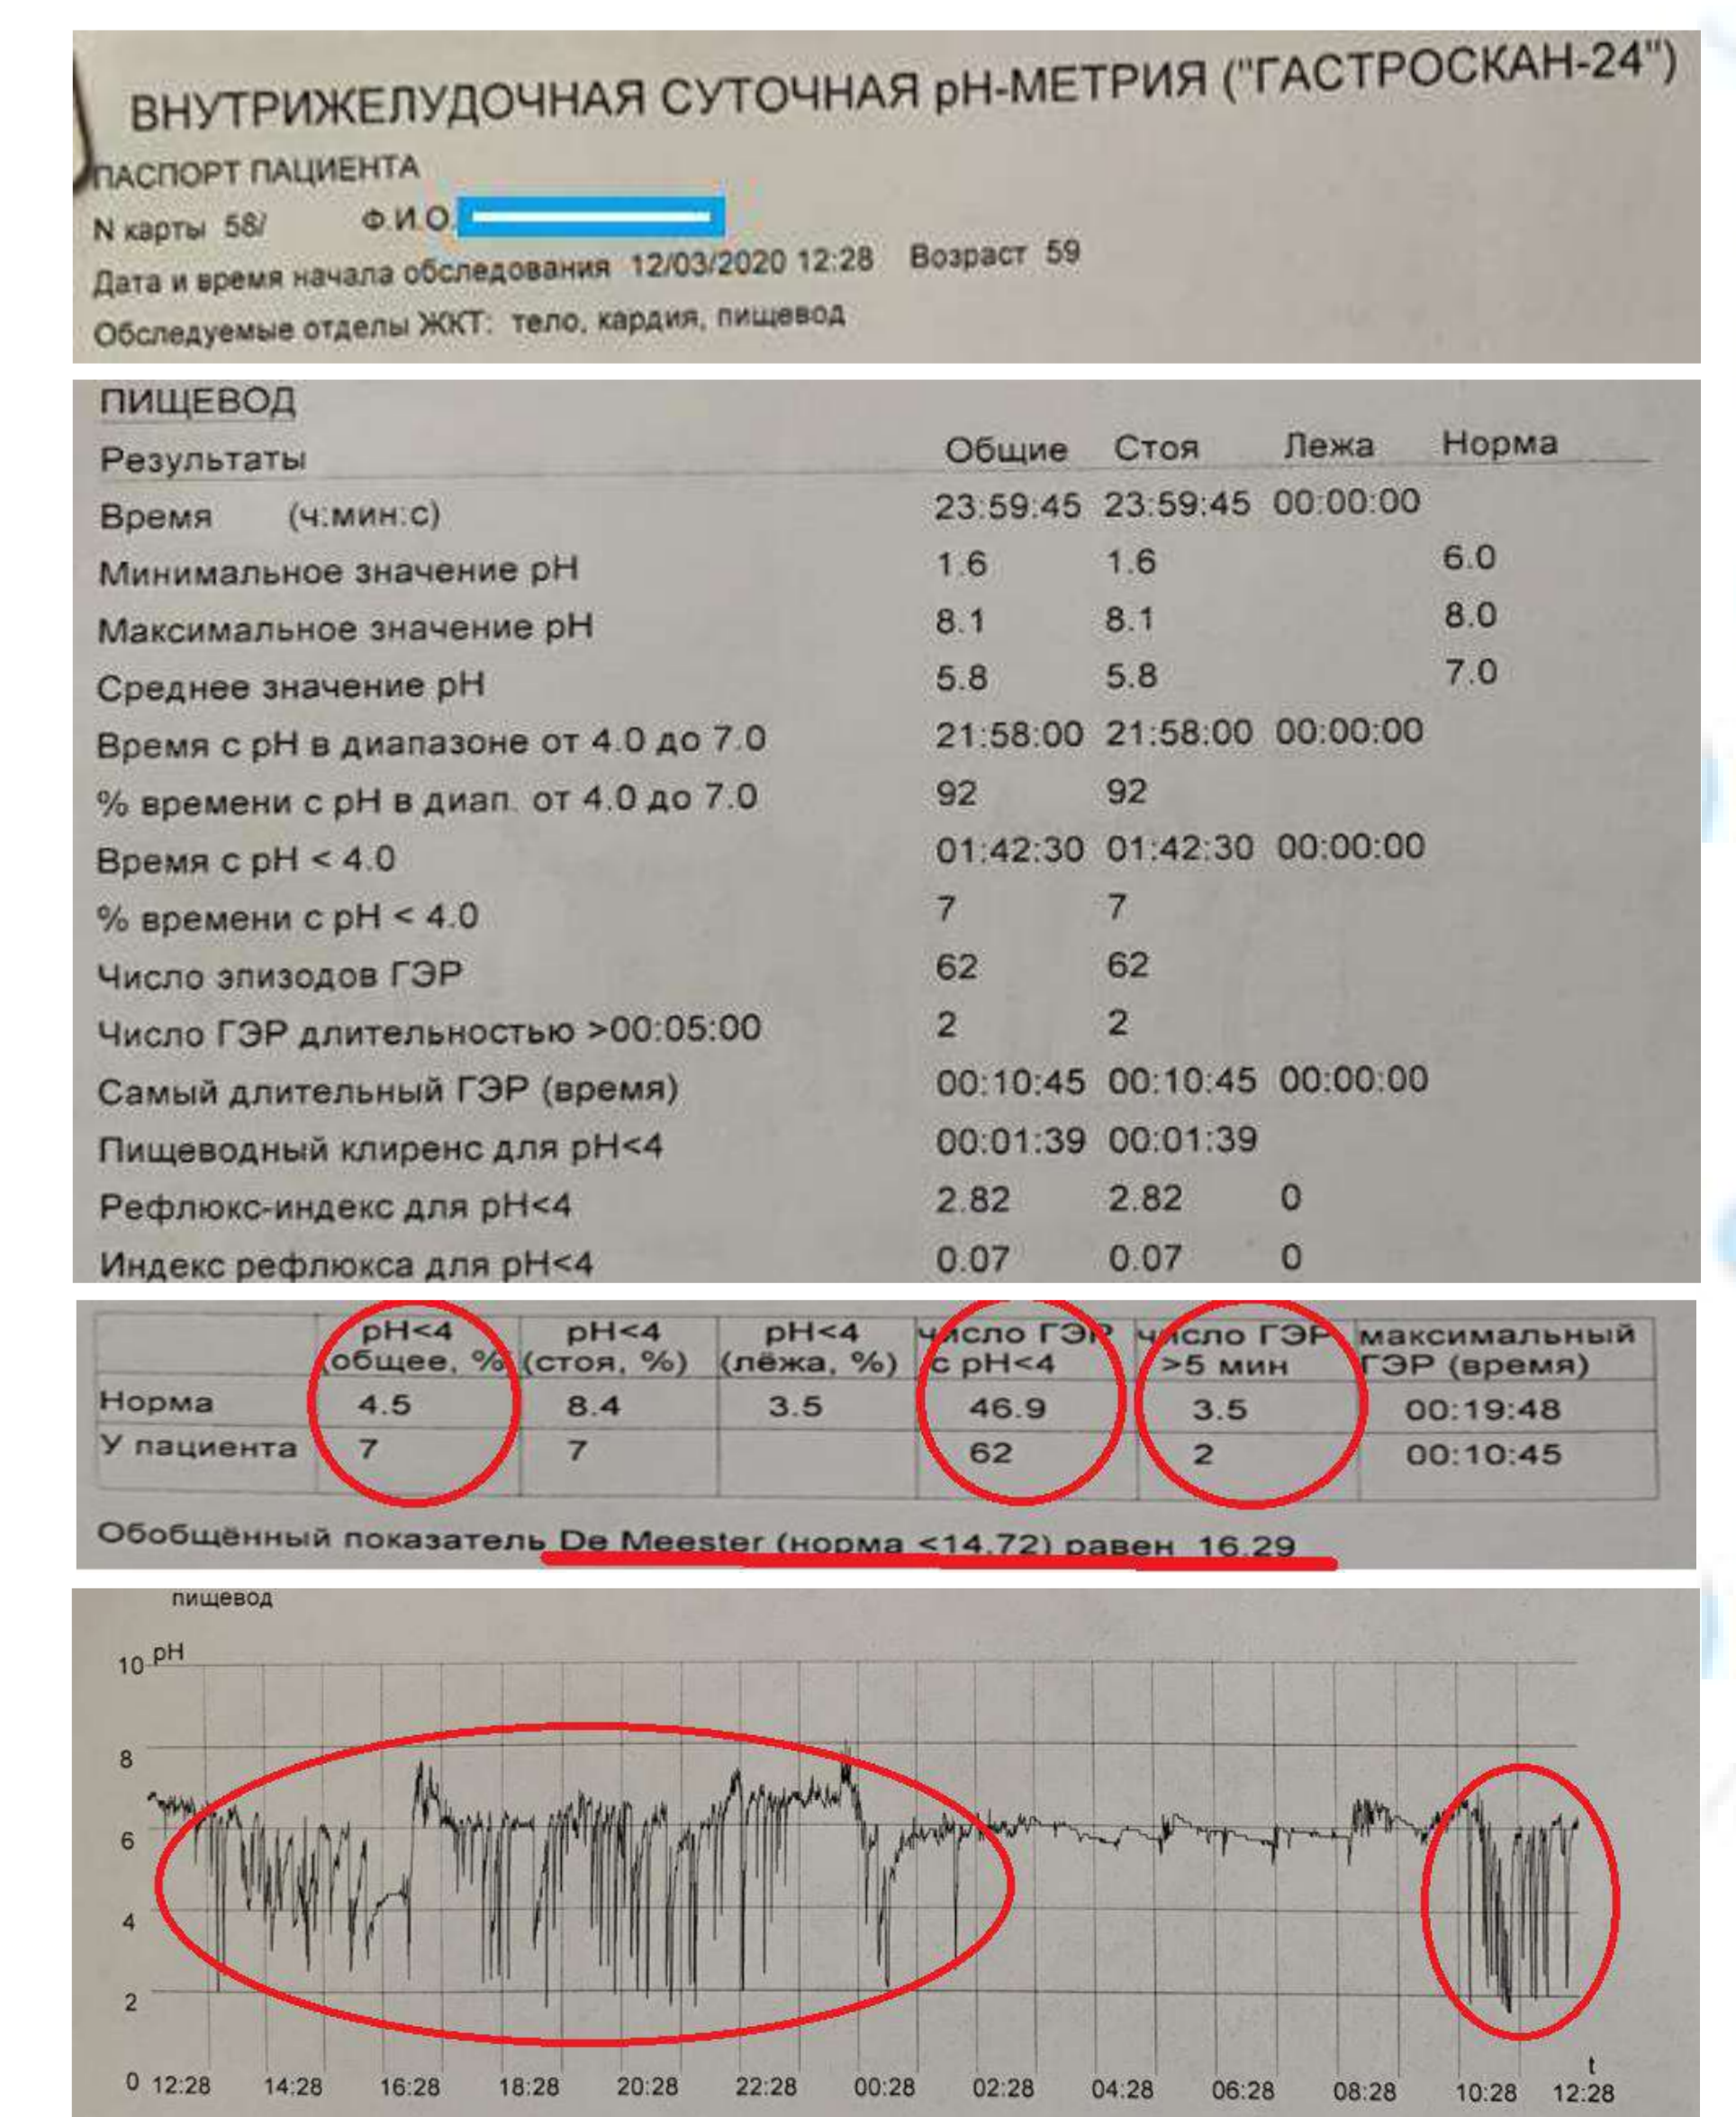 ВНУТРИЖЕЛУДОЧНАЯ СУТОЧНАЯ pH-МЕТРИЯ ("ГАСТРОСКАН-24")
ПАСПОРТ ПАЦИЕНТА
N карты 58/ Ф.И.О.
Дата и время начала обследования 12/03/2020 12:28 Возраст 59
Обследуемые отделы ЖКТ: тело, кардия, пищевод
ПИЩЕВОД
Результаты Общие Стоя Лежа Норма
Время (ч:мин:с) 23:59:45 23:59:45 00:00:00
Минимальное значение pH 1.6 1.6 6.0
Максимальное значение pH 8.1 8.1 8.0
Среднее значение pH 5.8 5.8 7.0
Время с pH в диапазоне от 4.0 до 7.0 21:58:00 21:58:00 00:00:00
% времени с pH в диап. от 4.0 до 7.0 92 92
Время с pH < 4.0 01:42:30 01:42:30 00:00:00
% времени с pH < 4.0 7 7
Число эпизодов ГЭР 62 62
Число ГЭР длительностью >00:05:00 2 2
Самый длительный ГЭР (время) 00:10:45 00:10:45 00:00:00
Пищеводный клиренс для pH<4 00:01:39 00:01:39
Рефлюкс-индекс для pH<4 2.82 2.82 0
Индекс рефлюкса для pH<4 0.07 0.07 0
pH<4 pH<4 pH<4 число ГЭР число ГЭР максимальный
(общее, %) (стоя, %) (лёжа, %) с pH<4 >5 мин ГЭР (время)
Норма 4.5 8.4 3.5 46.9 3.5 00:19:48
У пациента 7 7 62 2 00:10:45
Обобщённый показатель De Meester (норма <14.72) равен 16.29
пищевод
10 pH
8
6
4
2
t
0 12:28 14:28 16:28 18:28 20:28 22:28 00:28 02:28 04:28 06:28 08:28 10:28 12:28